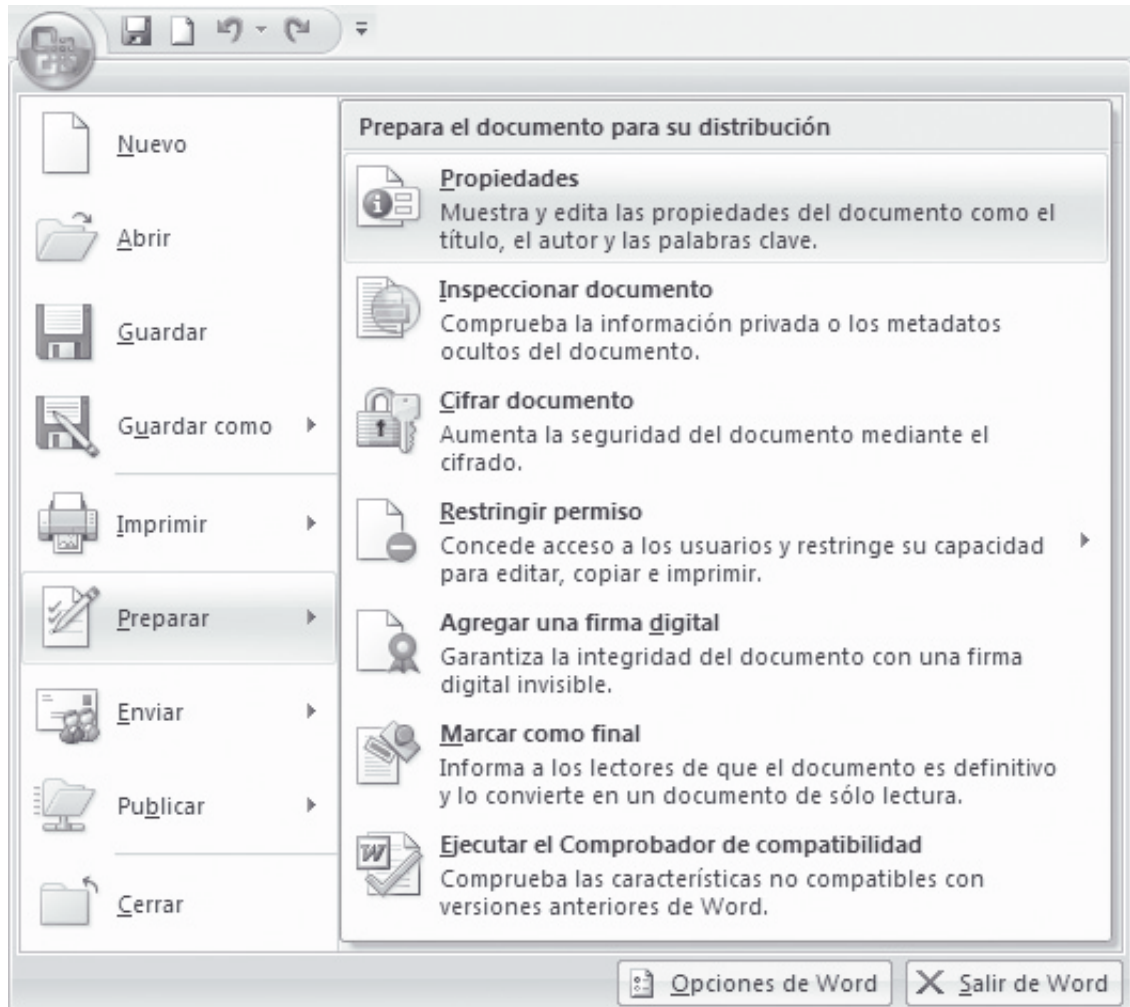 Nuevo
Abrir
Guardar
Guardar como
Imprimir
Preparar
Enviar
Publicar
Cerrar
Prepara el documento para su distribución
Propiedades
Muestra y edita las propiedades del documento como el
título, el autor y las palabras clave.
Inspeccionar documento
Comprueba la información privada o los metadatos
ocultos del documento.
Cifrar documento
Aumenta la seguridad del documento mediante el
cifrado.
Restringir permiso
Concede acceso a los usuarios y restringe su capacidad
para editar, copiar e imprimir.
Agregar una firma digital
Garantiza la integridad del documento con una firma
digital invisible.
Marcar como final
Informa a los lectores de que el documento es definitivo
y lo convierte en un documento de sólo lectura.
Ejecutar el Comprobador de compatibilidad
Comprueba las características no compatibles con
versiones anteriores de Word.
Opciones de Word
Salir de Word